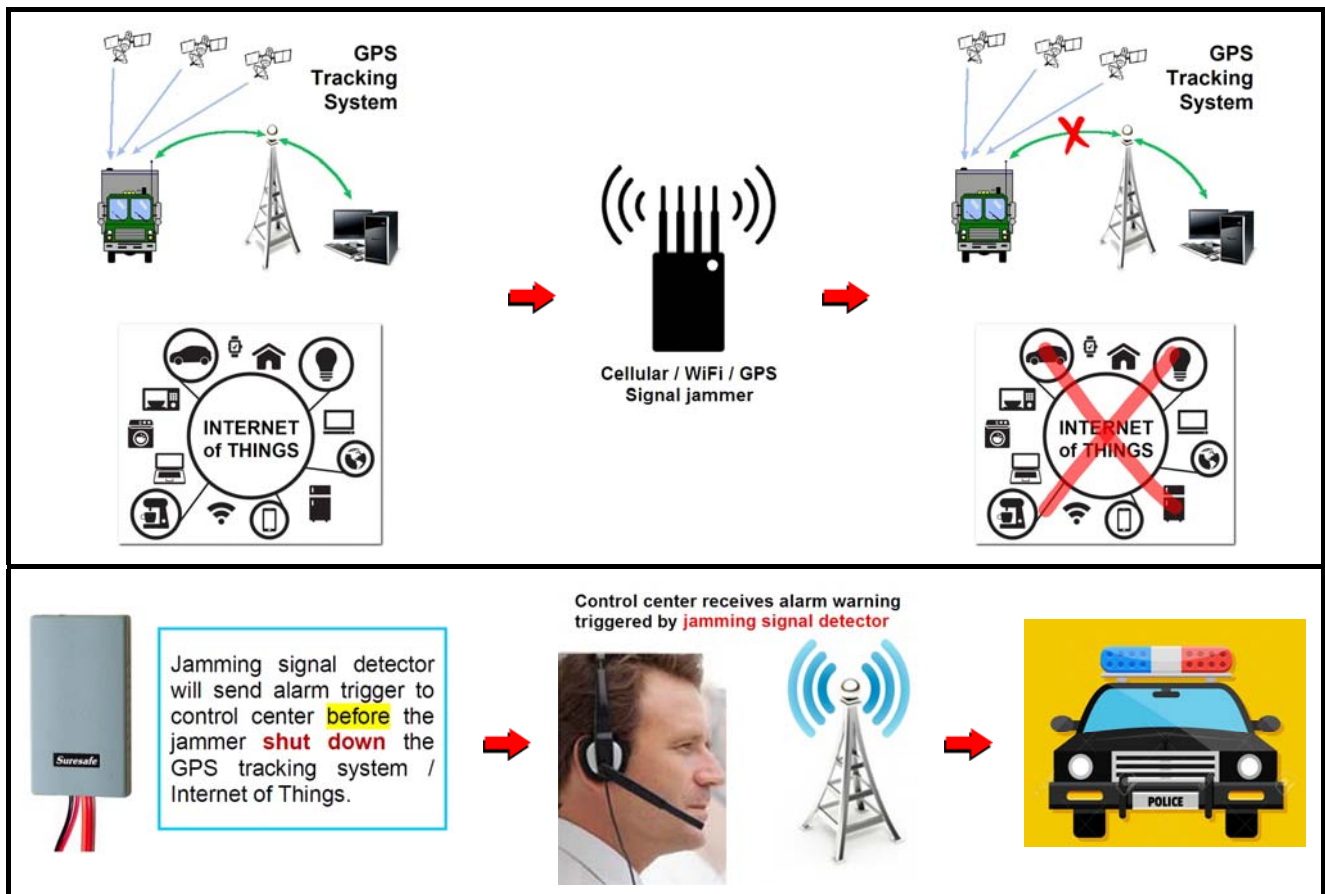 GPS
Tracking
System
INTERNET
of THINGS
Cellular / WiFi / GPS
Signal jammer
GPS
Tracking
System
INTERNET
of THINGS
Suresafe
Jamming signal detector
will send alarm trigger to
control center before the
jammer shut down the
GPS tracking system /
Internet of Things.
Control center receives alarm warning
triggered by jamming signal detector
POLICE